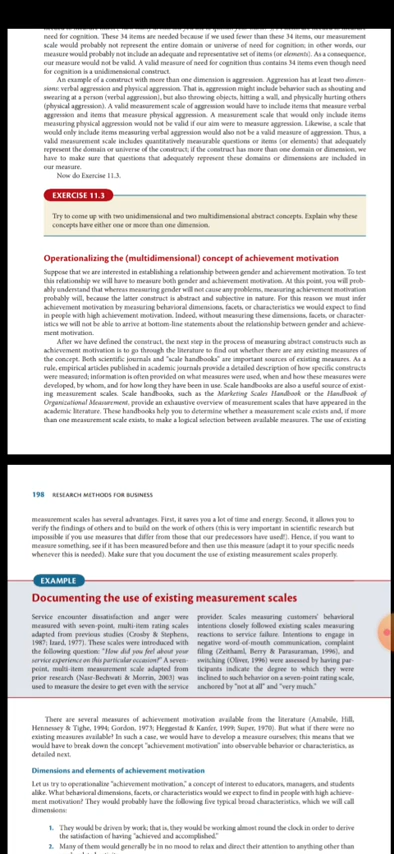 need for cognition. These 34 items are needed because if we used fewer than these 34 items, our measurement
scale would probably not represent the entire domain or universe of need for cognition; in other words, our
measure would probably not include an adequate and representative set of items (or elements). As a consequence,
our measure would not be valid. A valid measure of need for cognition thus contains 34 items even though need
for cognition is a unidimensional construct.
An example of a construct with more than one dimension is aggression. Aggression has at least two dimen-
sions: verbal aggression and physical aggression. That is, aggression might include behavior such as shouting and
swearing at a person (verbal aggression), but also throwing objects, hitting a wall, and physically hurting others
(physical aggression). A valid measurement scale of aggression would have to include items that measure verbal
aggression and items that measure physical aggression. A measurement scale that would only include items
measuring physical aggression would not be valid if our aim were to measure aggression. Likewise, a scale that
would only include items measuring verbal aggression would also not be a valid measure of aggression. Thus, a
valid measurement scale includes quantitatively measurable questions or items (or elements) that adequately
represent the domain or universe of the construct; if the construct has more than one domain or dimension, we
have to make sure that questions that adequately represent these domains or dimensions are included in
our measure.
Now do Exercise 11.3.
EXERCISE 11.3
Try to come up with two unidimensional and two multidimensional abstract concepts. Explain why these
concepts have either one or more than one dimension.
Operationalizing the (multidimensional) concept of achievement motivation
Suppose that we are interested in establishing a relationship between gender and achievement motivation. To test
this relationship we will have to measure both gender and achievement motivation. At this point, you will prob-
ably understand that whereas measuring gender will not cause any problems, measuring achievement motivation
probably will, because the latter construct is abstract and subjective in nature. For this reason we must infer
achievement motivation by measuring behavioral dimensions, facets, or characteristics we would expect to find
in people with high achievement motivation. Indeed, without measuring these dimensions, facets, or character-
istics we will not be able to arrive at bottom-line statements about the relationship between gender and achieve-
ment motivation.
After we have defined the construct, the next step in the process of measuring abstract constructs such as
achievement motivation is to go through the literature to find out whether there are any existing measures of
the concept. Both scientific journals and "scale handbooks" are important sources of existing measures. As a
rule, empirical articles published in academic journals provide a detailed description of how specific constructs
were measured; information is often provided on what measures were used, when and how these measures were
developed, by whom, and for how long they have been in use. Scale handbooks are also a useful source of exist-
ing measurement scales. Scale handbooks, such as the Marketing Scales Handbook or the Handbook of
Organizational Measurement, provide an exhaustive overview of measurement scales that have appeared in the
academic literature. These handbooks help you to determine whether a measurement scale exists and, if more
than one measurement scale exists, to make a logical selection between available measures. The use of existing
198 RESEARCH METHODS FOR BUSINESS
measurement scales has several advantages. First, it saves you a lot of time and energy. Second, it allows you to
verify the findings of others and to build on the work of others (this is very important in scientific research but
impossible if you use measures that differ from those that our predecessors have used!). Hence, if you want to
measure something, see if it has been measured before and then use this measure (adapt it to your specific needs
whenever this is needed). Make sure that you document the use of existing measurement scales properly.
EXAMPLE
Documenting the use of existing measurement scales
Service encounter dissatisfaction and anger were
measured with seven-point, multi-item rating scales
adapted from previous studies (Crosby & Stephens,
1987; Izard, 1977). These scales were introduced with
the following question: "How did you feel about your
service experience on this particular occasion?" A seven-
point, multi-item measurement scale adapted from
prior research (Nasr-Bechwati & Morrin, 2003) was
used to measure the desire to get even with the service
provider. Scales measuring customers' behavioral
intentions closely followed existing scales measuring
reactions to service failure. Intentions to engage in
negative word-of-mouth communication, complaint
filing (Zeithaml, Berry & Parasuraman, 1996), and
switching (Oliver, 1996) were assessed by having par-
ticipants indicate the degree to which they were
inclined to such behavior on a seven-point rating scale,
anchored by "not at all" and "very much."
There are several measures of achievement motivation available from the literature (Amabile, Hill,
Hennessey & Tighe, 1994; Gordon, 1973; Heggestad & Kanfer, 1999; Super, 1970). But what if there were no
existing measures available? In such a case, we would have to develop a measure ourselves; this means that we
would have to break down the concept "achievement motivation" into observable behavior or characteristics, as
detailed next.
Dimensions and elements of achievement motivation
Let us try to operationalize "achievement motivation," a concept of interest to educators, managers, and students
alike. What behavioral dimensions, facets, or characteristics would we expect to find in people with high achieve-
ment motivation? They would probably have the following five typical broad characteristics, which we will call
dimensions:
1. They would be driven by work; that is, they would be working almost round the clock in order to derive
the satisfaction of having "achieved and accomplished."
2. Many of them would generally be in no mood to relax and direct their attention to anything other than